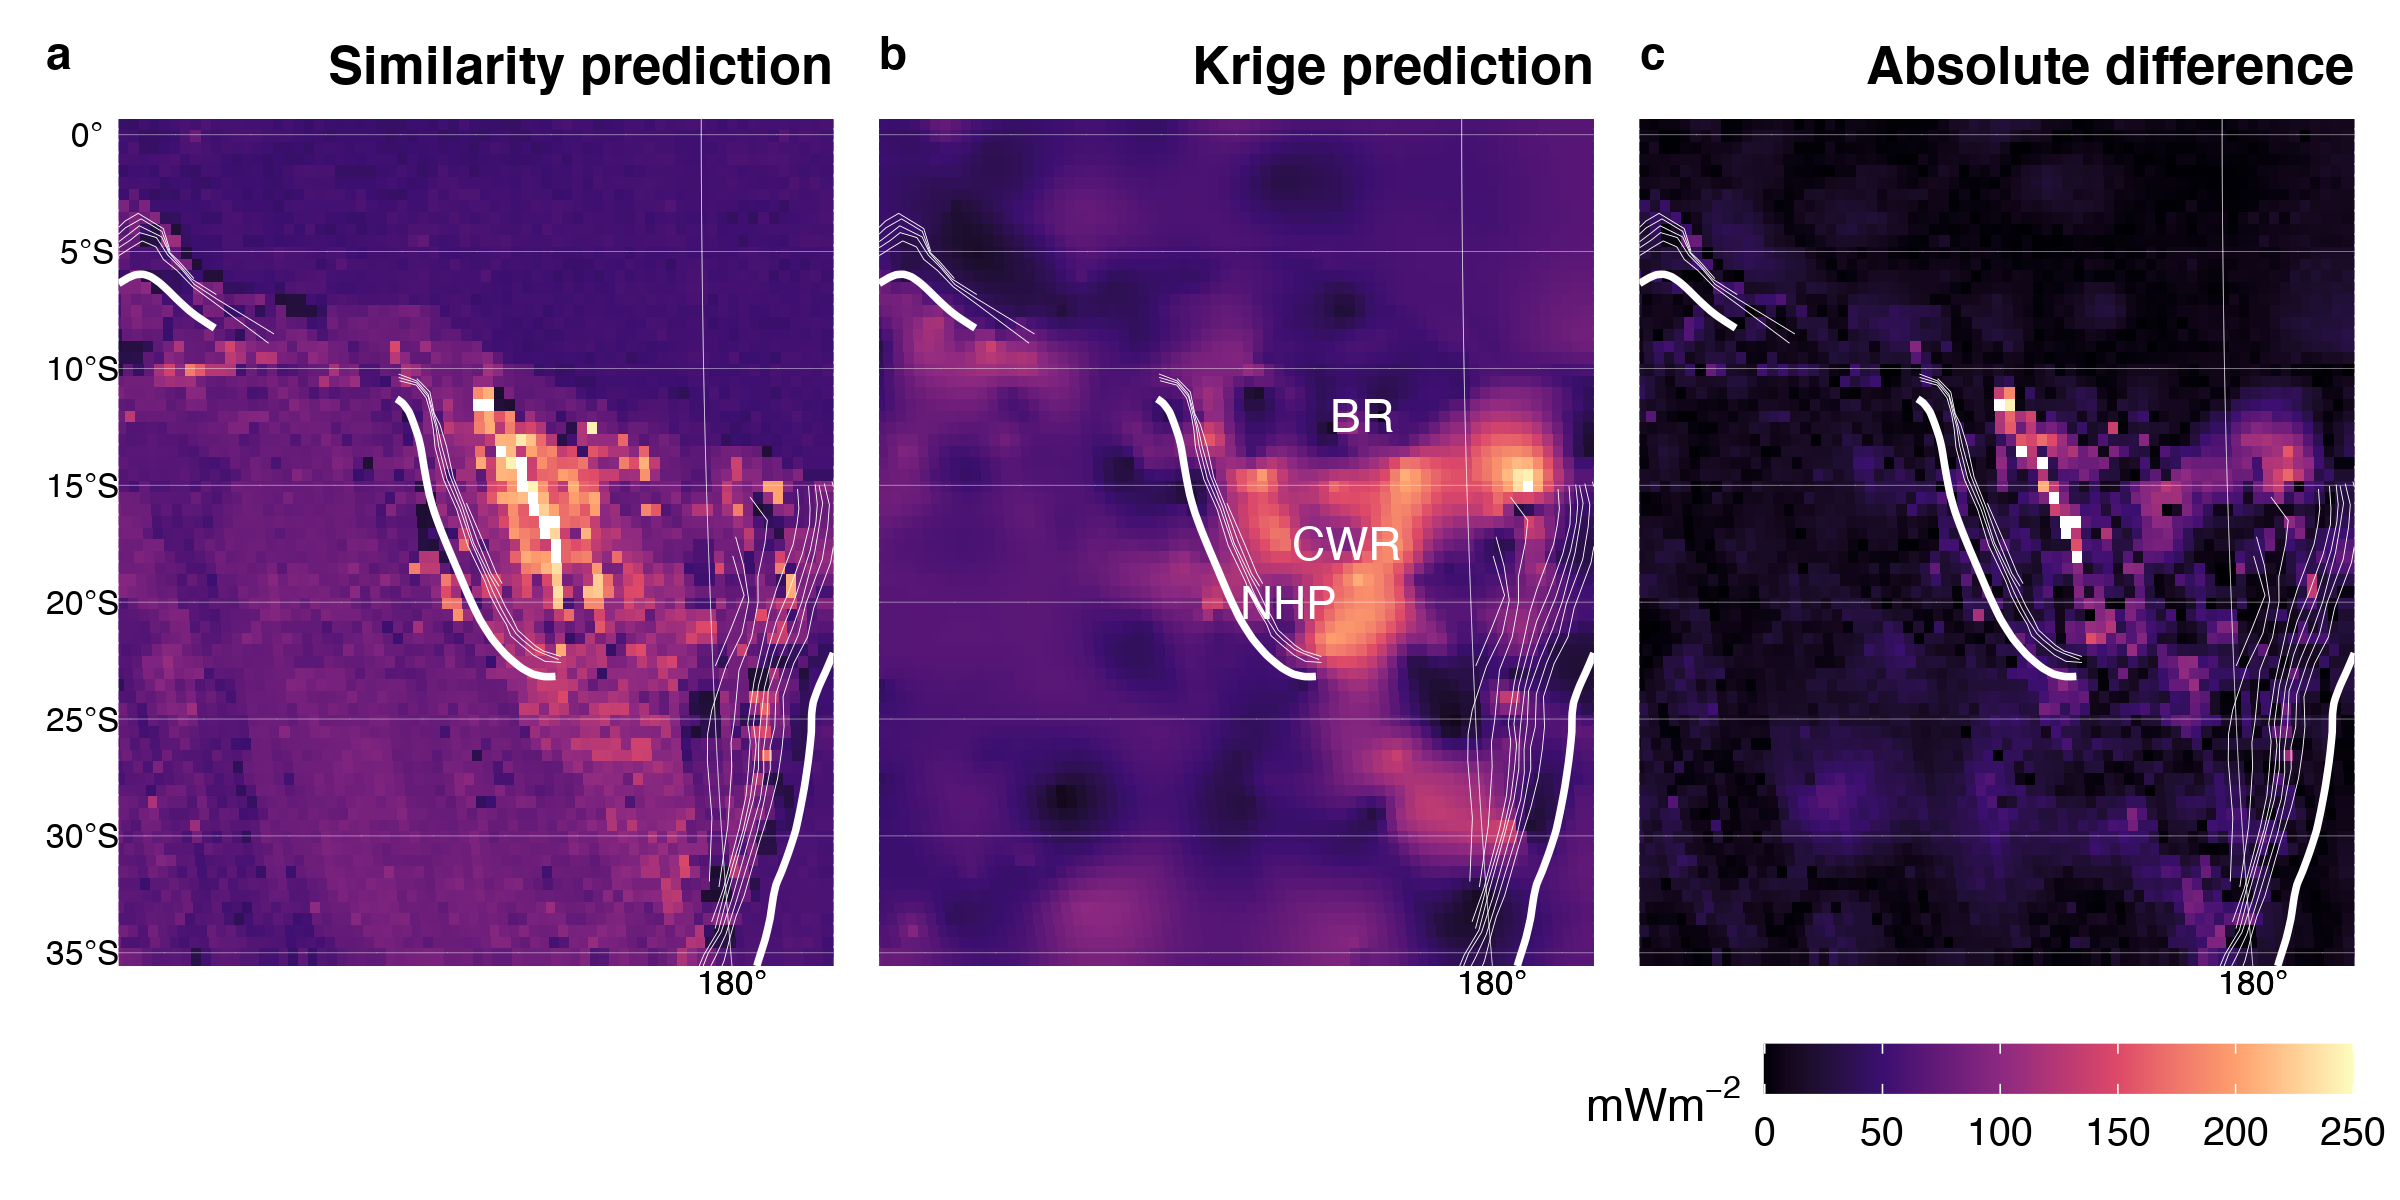 a Similarity prediction
b Krige prediction
c Absolute difference
0°
5°S
10°S
15°S
20°S
25°S
30°S
35°S
BR
CWR
NHP
180°
180°
180°
mWm⁻²
0 50 100 150 200 250